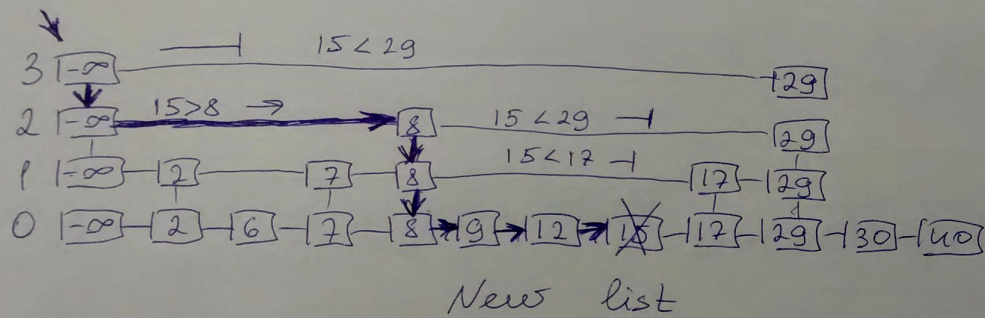 15 < 29
3 -∞ 29
15 > 8 →
2 -∞ 8 15 < 29 29
15 < 17
1 -∞ 2 7 8 17 29
0 -∞ 2 6 7 8 9 12 15 17 29 30 40
New list